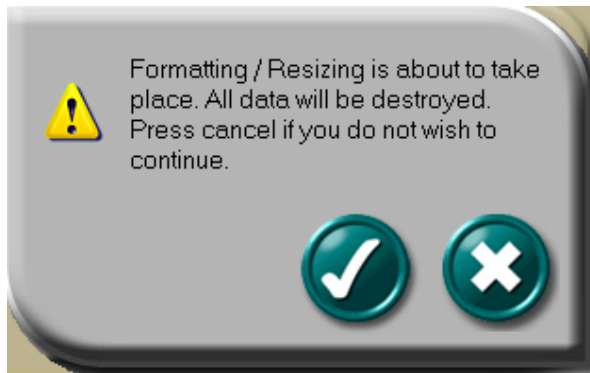 Formatting / Resizing is about to take
place. All data will be destroyed.
Press cancel if you do not wish to
continue.